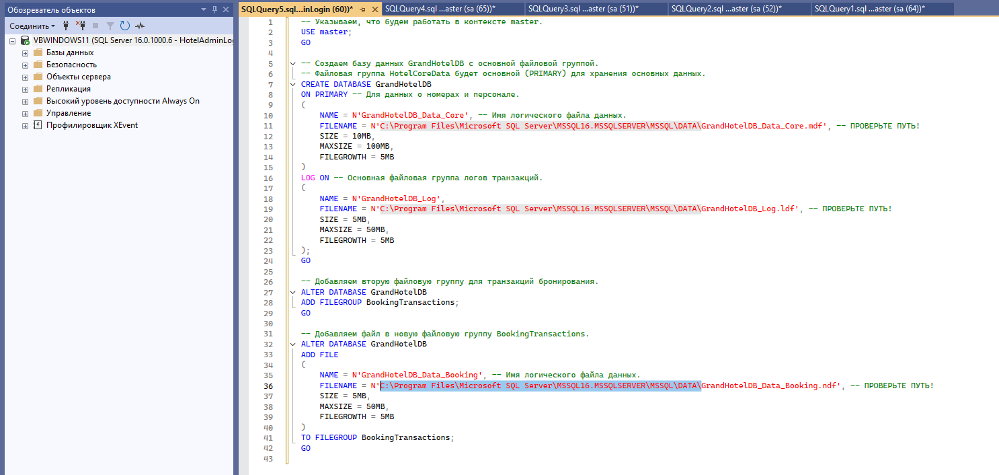 Обозреватель объектов
Соединить
VBWINDOWS11 (SQL Server 16.0.1000.6 - HotelAdminLog
Базы данных
Безопасность
Объекты сервера
Репликация
Высокий уровень доступности Always On
Управление
Профилировщик XEvent
SQLQuery5.sql...inLogin (60))* SQLQuery4.sql ...aster (sa (65))* SQLQuery3.sql ...aster (sa (51))* SQLQuery2.sql ...aster (sa (52))* SQLQuery1.sql ...aster (sa (64))*
1 -- Указываем, что будем работать в контексте master.
2 USE master;
3 GO
4
5 -- Создаем базу данных GrandHotelDB с основной файловой группой.
6 -- Файловая группа HotelCoreData будет основной (PRIMARY) для хранения основных данных.
7 CREATE DATABASE GrandHotelDB
8 ON PRIMARY -- Для данных о номерах и персонале.
9 (
10 NAME = N'GrandHotelDB_Data_Core', -- Имя логического файла данных.
11 FILENAME = N'C:\Program Files\Microsoft SQL Server\MSSQL16.MSSQLSERVER\MSSQL\DATA\GrandHotelDB_Data_Core.mdf', -- ПРОВЕРЬТЕ ПУТЬ!
12 SIZE = 10MB,
13 MAXSIZE = 100MB,
14 FILEGROWTH = 5MB
15 )
16 LOG ON -- Основная файловая группа логов транзакций.
17 (
18 NAME = N'GrandHotelDB_Log',
19 FILENAME = N'C:\Program Files\Microsoft SQL Server\MSSQL16.MSSQLSERVER\MSSQL\DATA\GrandHotelDB_Log.ldf', -- ПРОВЕРЬТЕ ПУТЬ!
20 SIZE = 5MB,
21 MAXSIZE = 50MB,
22 FILEGROWTH = 5MB
23 );
24 GO
25
26 -- Добавляем вторую файловую группу для транзакций бронирования.
27 ALTER DATABASE GrandHotelDB
28 ADD FILEGROUP BookingTransactions;
29 GO
30
31 -- Добавляем файл в новую файловую группу BookingTransactions.
32 ALTER DATABASE GrandHotelDB
33 ADD FILE
34 (
35 NAME = N'GrandHotelDB_Data_Booking', -- Имя логического файла данных.
36 FILENAME = N'C:\Program Files\Microsoft SQL Server\MSSQL16.MSSQLSERVER\MSSQL\DATA\GrandHotelDB_Data_Booking.ndf', -- ПРОВЕРЬТЕ ПУТЬ!
37 SIZE = 5MB,
38 MAXSIZE = 50MB,
39 FILEGROWTH = 5MB
40 )
41 TO FILEGROUP BookingTransactions;
42 GO
43